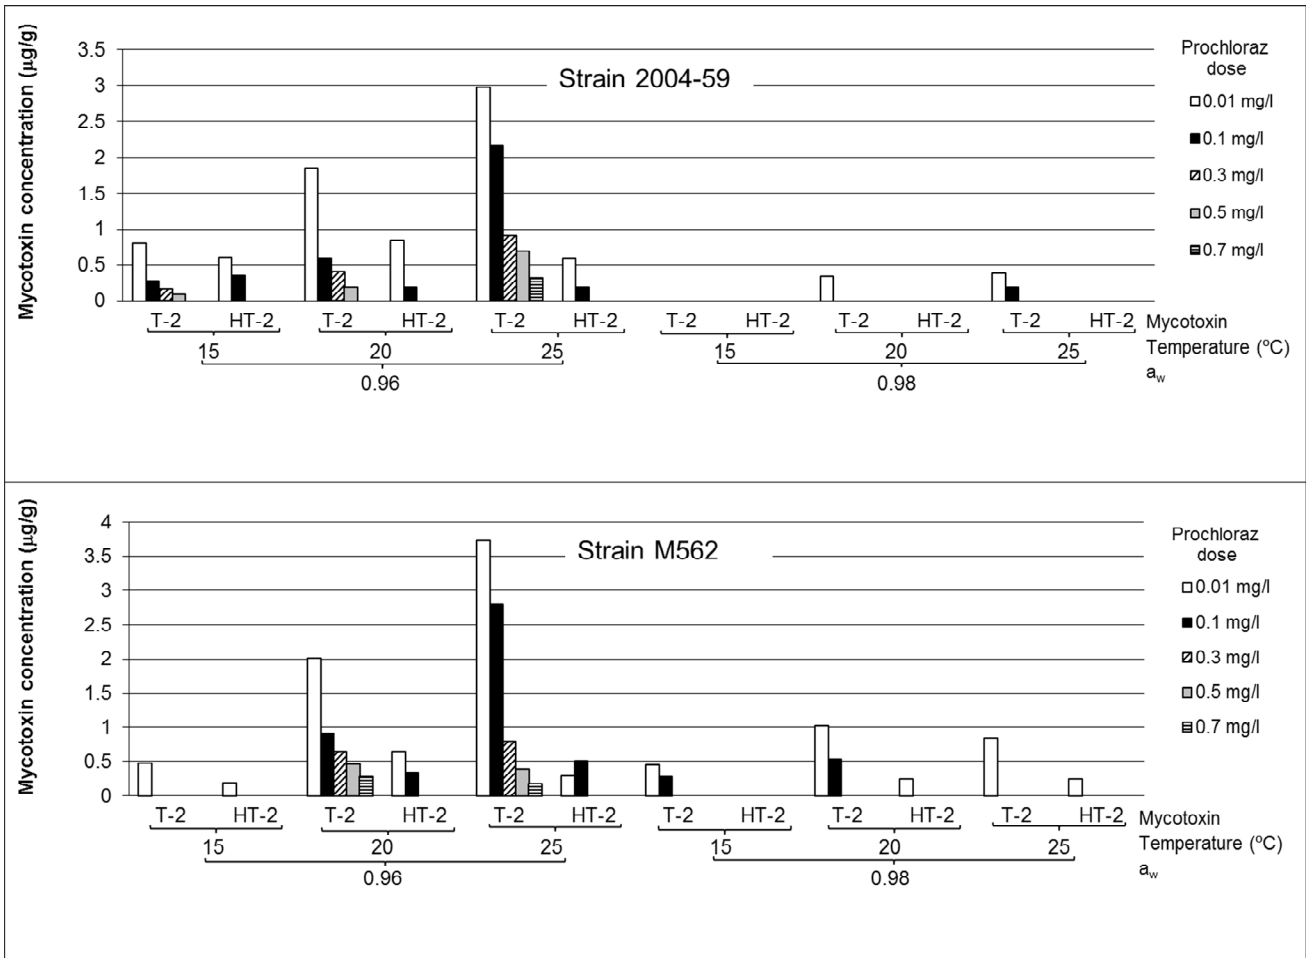 Mycotoxin concentration (µg/g)
3.5
3
2.5
2
1.5
1
0.5
0
Strain 2004-59
Prochloraz
dose
0.01 mg/l
0.1 mg/l
0.3 mg/l
0.5 mg/l
0.7 mg/l
T-2 HT-2 T-2 HT-2 T-2 HT-2 T-2 HT-2 T-2 HT-2 T-2 HT-2 Mycotoxin
15 20 25 15 20 25 Temperature (ºC)
0.96 0.98 aw
Mycotoxin concentration (µg/g)
4
3.5
3
2.5
2
1.5
1
0.5
0
Strain M562
Prochloraz
dose
0.01 mg/l
0.1 mg/l
0.3 mg/l
0.5 mg/l
0.7 mg/l
T-2 HT-2 T-2 HT-2 T-2 HT-2 T-2 HT-2 T-2 HT-2 T-2 HT-2 Mycotoxin
15 20 25 15 20 25 Temperature (ºC)
0.96 0.98 aw